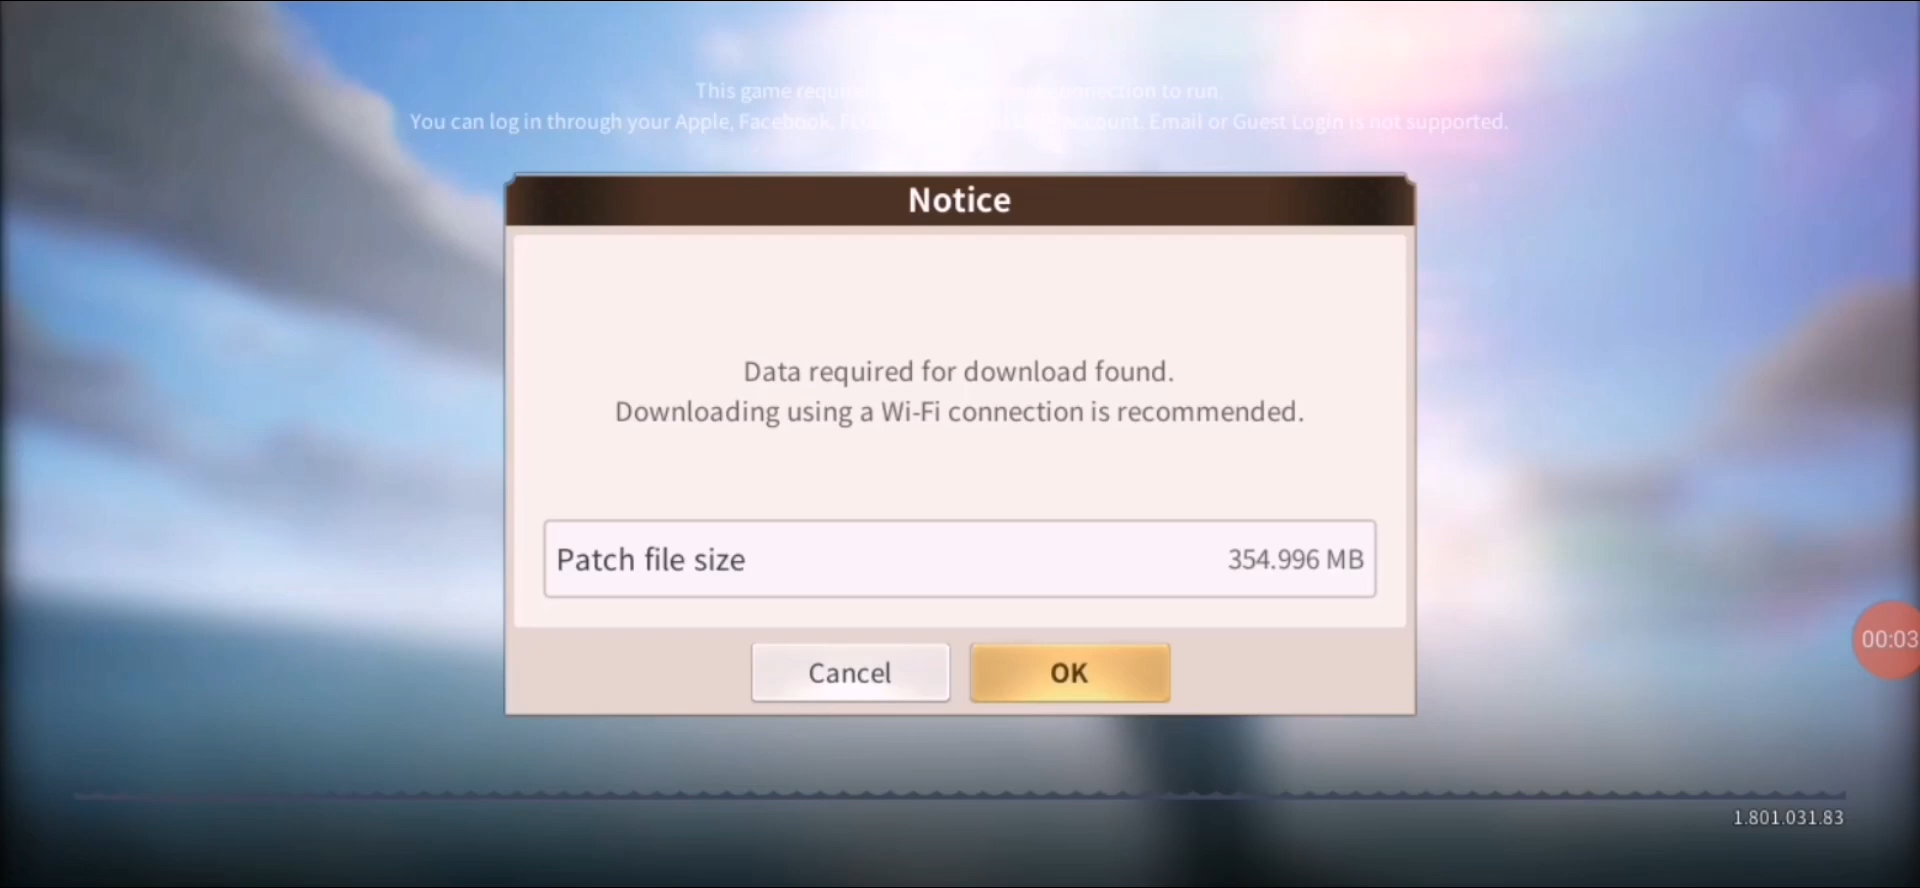 This game requi connection to run.
You can log in through your Apple, Facebook, account. Email or Guest Login is not supported.
Notice
Data required for download found.
Downloading using a Wi-Fi connection is recommended.
Patch file size 354.996 MB
Cancel OK
00:03
1.801.031.83